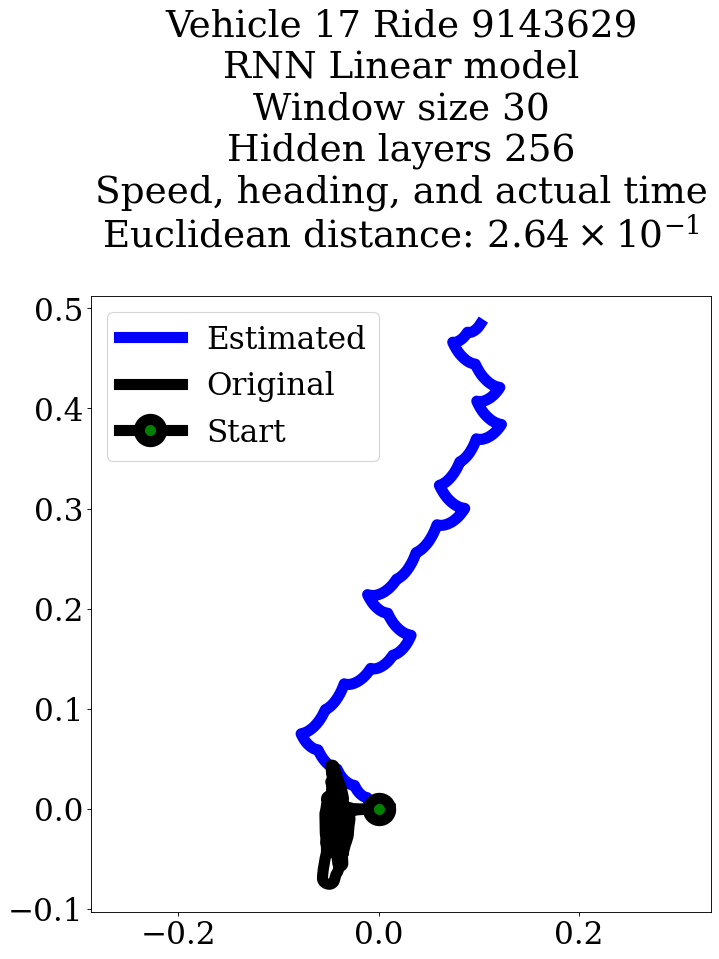 Vehicle 17 Ride 9143629
RNN Linear model
Window size 30
Hidden layers 256
Speed, heading, and actual time
Euclidean distance: 2.64 × 10⁻¹
Estimated
Original
Start
0.5
0.4
0.3
0.2
0.1
0.0
−0.1
−0.2
0.0
0.2